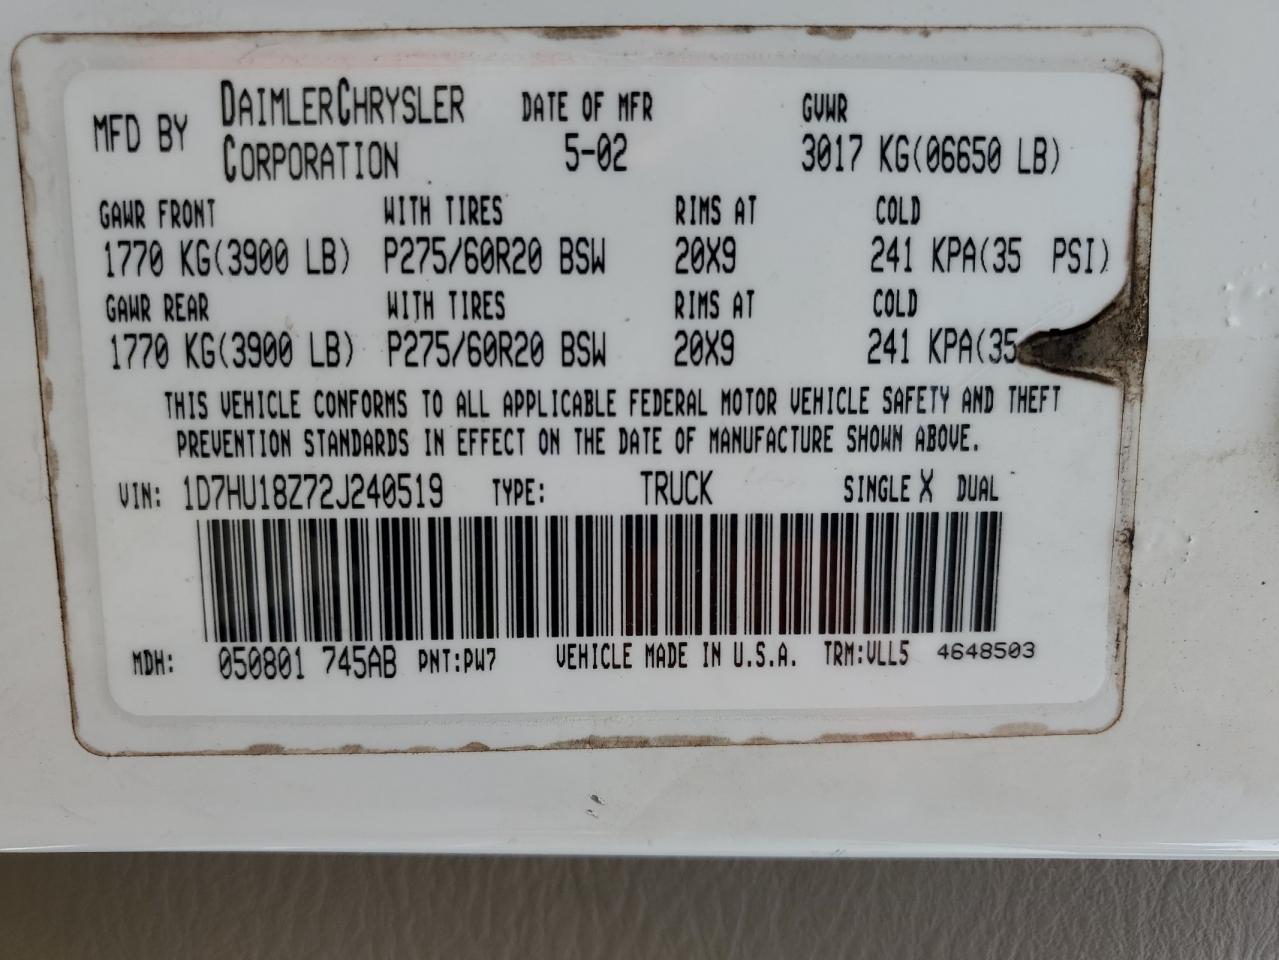 MFD BY DAIMLERCHRYSLER CORPORATION DATE OF MFR 5-02 GVWR 3017 KG(06650 LB)
GAWR FRONT WITH TIRES RIMS AT COLD
1770 KG(3900 LB) P275/60R20 BSW 20X9 241 KPA(35 PSI)
GAWR REAR WITH TIRES RIMS AT COLD
1770 KG(3900 LB) P275/60R20 BSW 20X9 241 KPA(35
THIS VEHICLE CONFORMS TO ALL APPLICABLE FEDERAL MOTOR VEHICLE SAFETY AND THEFT
PREVENTION STANDARDS IN EFFECT ON THE DATE OF MANUFACTURE SHOWN ABOVE.
VIN: 1D7HU18Z72J240519 TYPE: TRUCK SINGLE X DUAL
MDH: 050801 745AB PNT:PW7 VEHICLE MADE IN U.S.A. TRM:VLL5 4648503